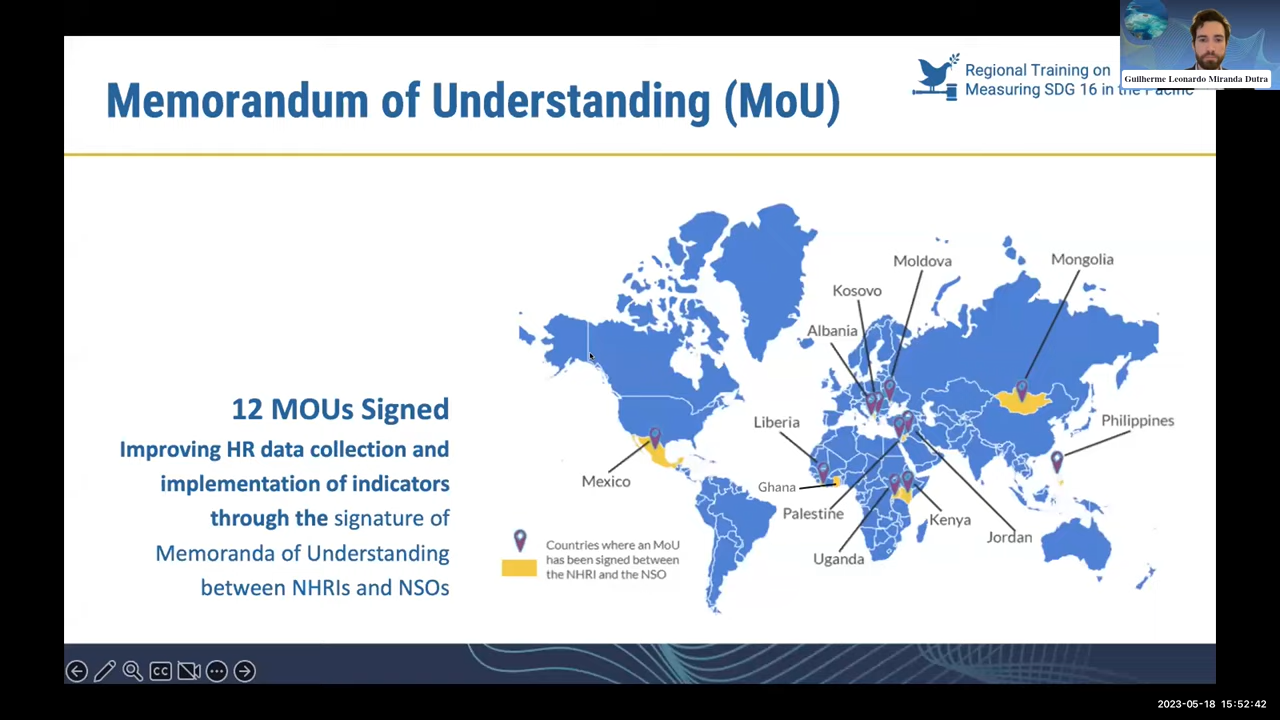 Memorandum of Understanding (MoU)
Regional Training on
Measuring SDG 16 in the Pacific
Guilherme Leonardo Miranda Dutra
12 MOUs Signed
Improving HR data collection and
implementation of indicators
through the signature of
Memoranda of Understanding
between NHRIs and NSOs
Moldova
Mongolia
Kosovo
Albania
Liberia
Philippines
Mexico
Ghana
Palestine
Kenya
Jordan
Uganda
Countries where an MoU
has been signed between
the NHRI and the NSO
CC
2023-05-18 15:52:42